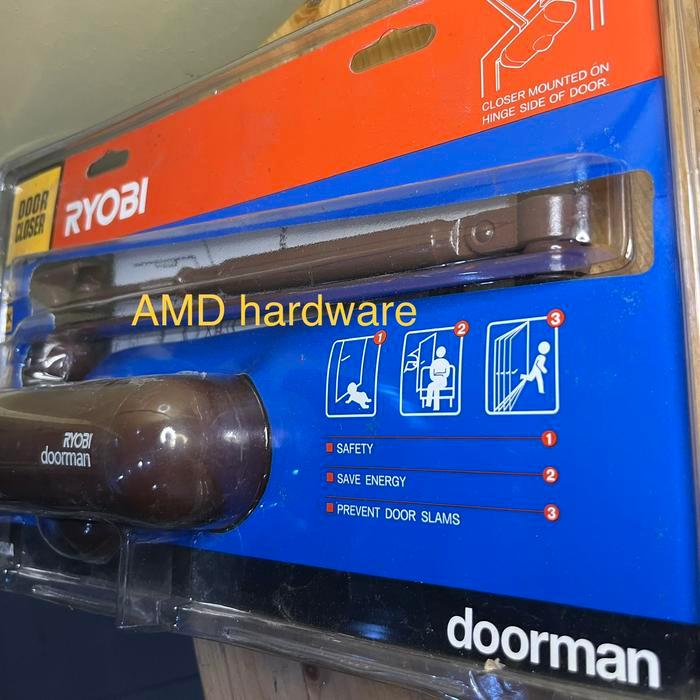 CLOSER MOUNTED ON
HINGE SIDE OF DOOR.
DOOR
CLOSER
RYOBI
AMD hardware
1
2
3
RYOBI
doorman
SAFETY 1
SAVE ENERGY 2
PREVENT DOOR SLAMS 3
doorman